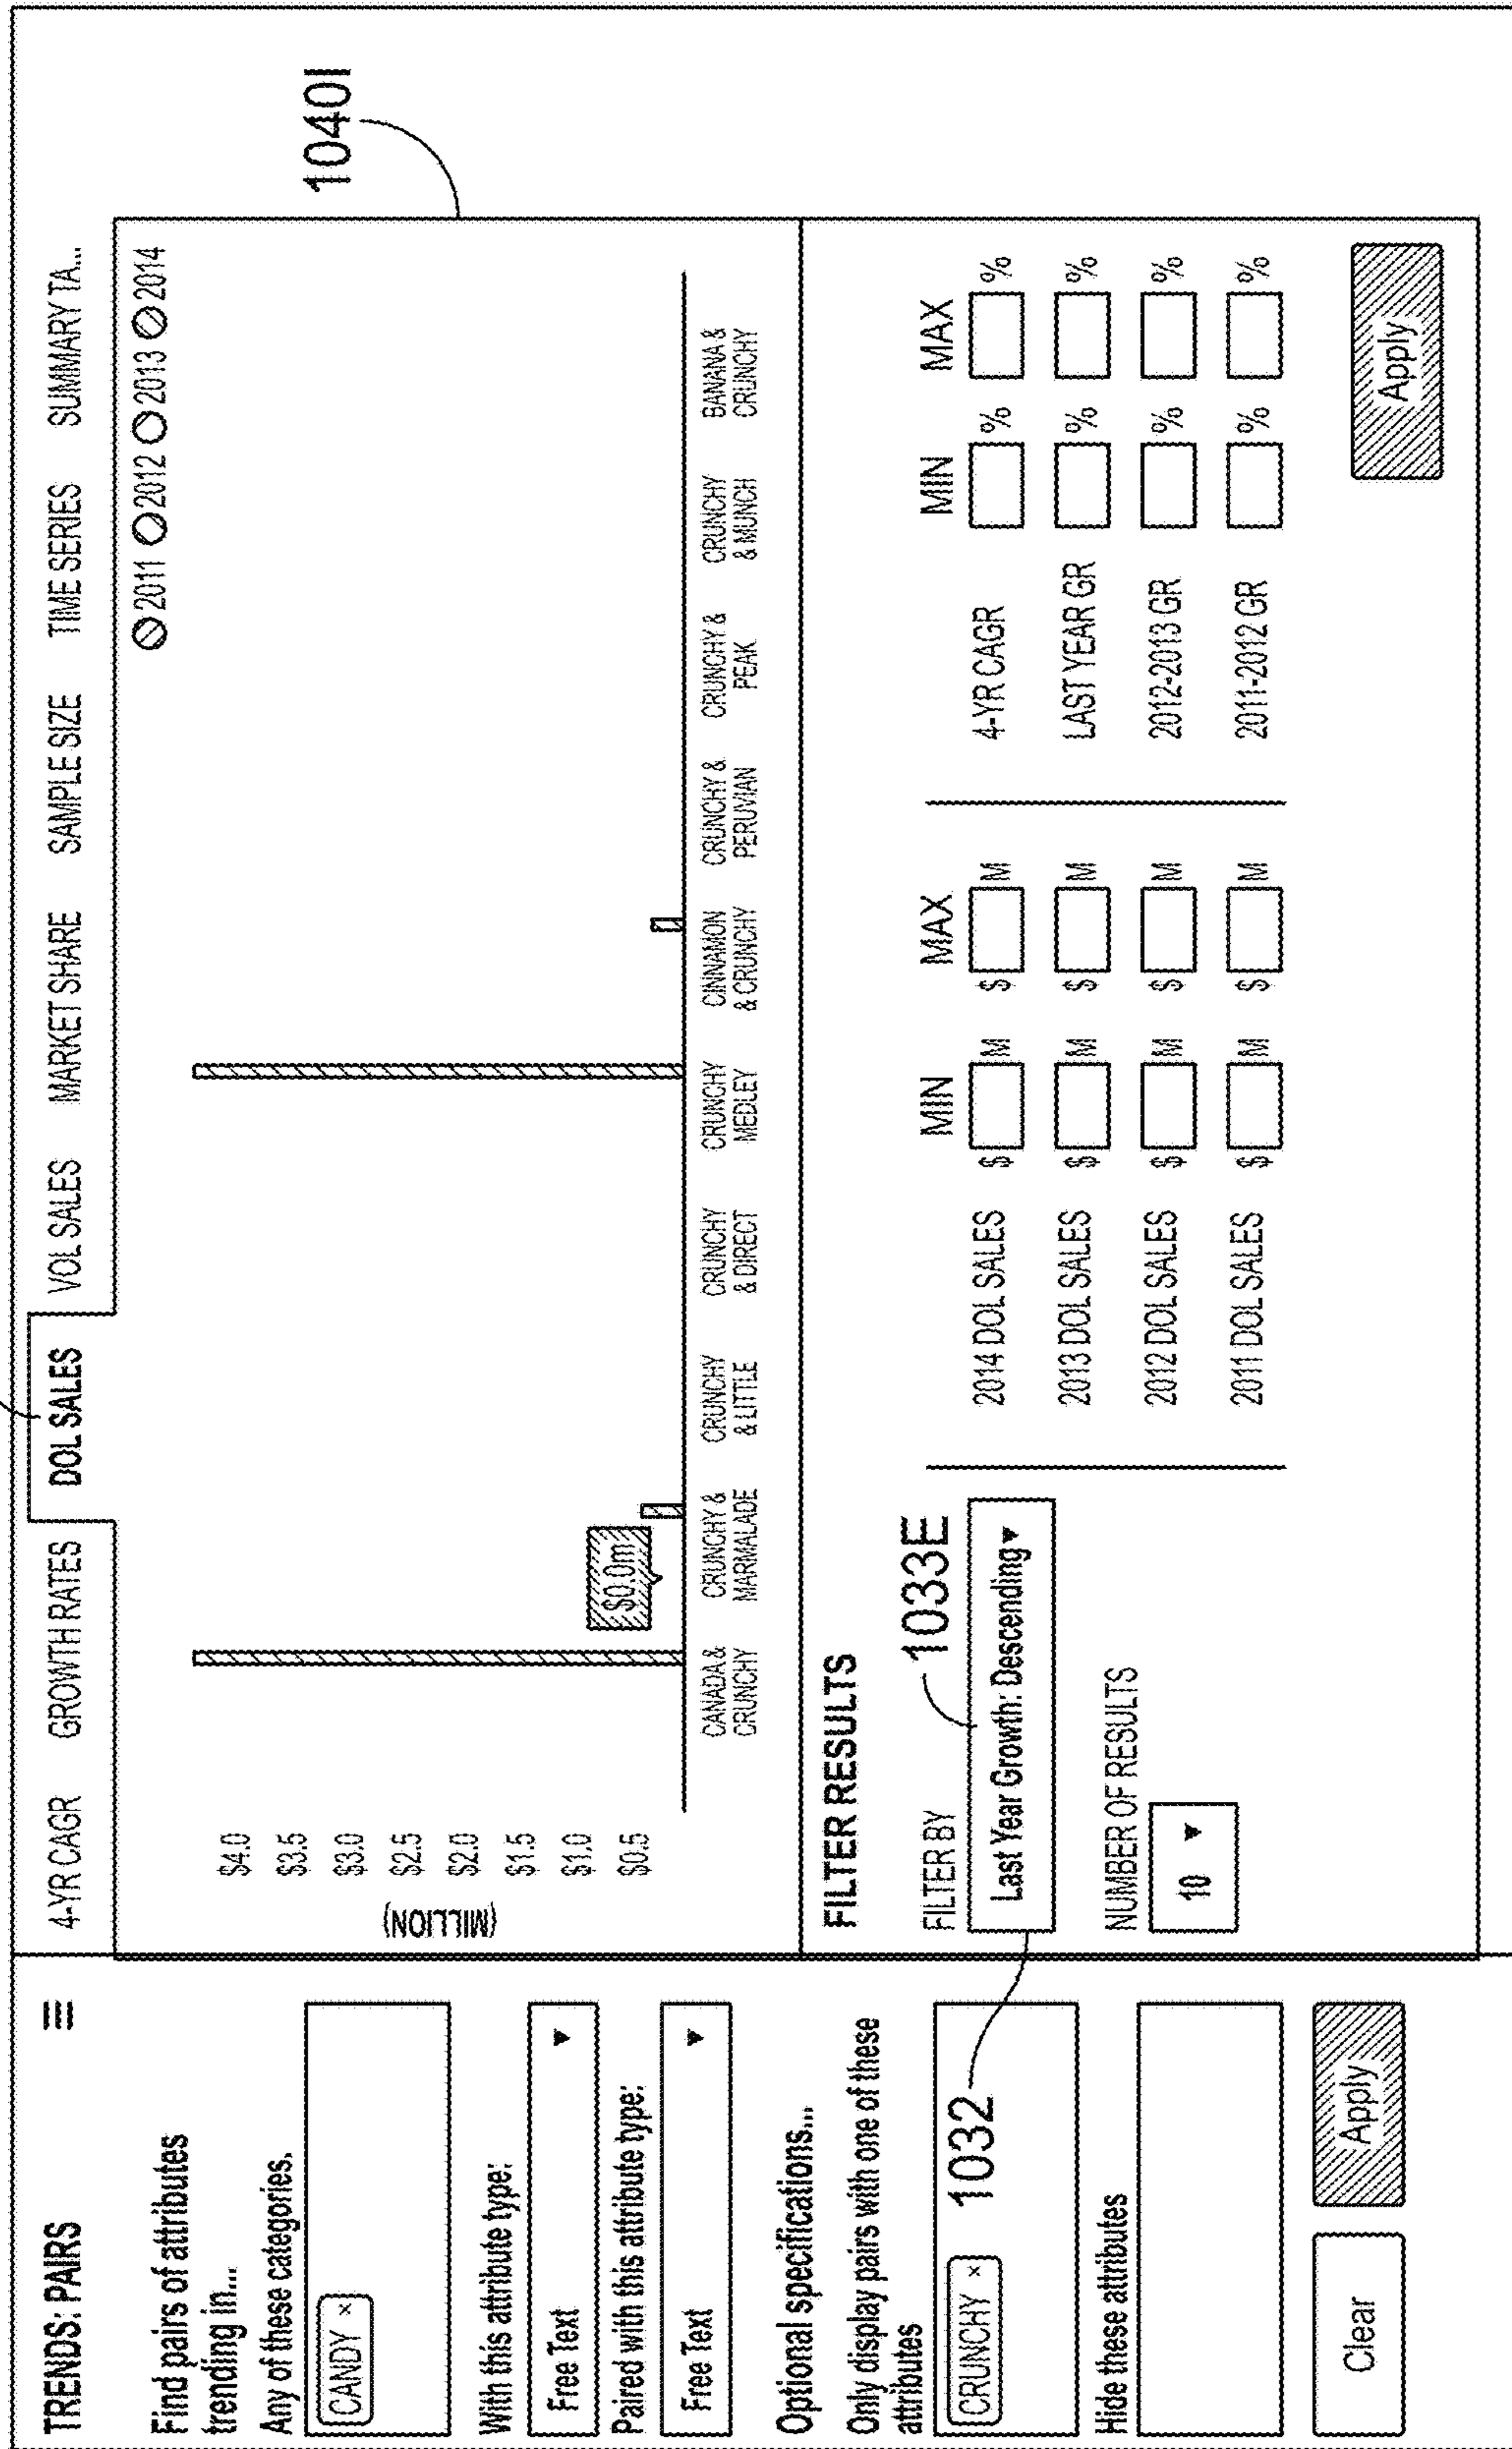 TRENDS: PAIRS
Find pairs of attributes
trending in...
Any of these categories.
CANDY ×
With this attribute type:
Free Text
Paired with this attribute type:
Free Text
Optional specifications...
Only display pairs with one of these
attributes
CRUNCHY ×
1032
Hide these attributes
Clear
Apply
4-YR CAGR
GROWTH RATES
DOL SALES
VOL SALES
MARKET SHARE
SAMPLE SIZE
TIME SERIES
SUMMARY TA...
2011 2012 2013 2014
1040I
(MILLION)
$4.0
$3.5
$3.0
$2.5
$2.0
$1.5
$1.0
$0.5
$0.0m
CANADA &
CRUNCHY
CRUNCHY &
MARMALADE
CRUNCHY
& LITTLE
CRUNCHY
& DIRECT
CRUNCHY
MEDLEY
CINNAMON
& CRUNCHY
CRUNCHY &
PERUVIAN
CRUNCHY &
PEAK
CRUNCHY
& MUNCH
BANANA &
CRUNCHY
FILTER RESULTS
FILTER BY
1033E
Last Year Growth: Descending
NUMBER OF RESULTS
10
MIN MAX
2014 DOL SALES $ M $ M
2013 DOL SALES $ M $ M
2012 DOL SALES $ M $ M
2011 DOL SALES $ M $ M
MIN MAX
4-YR CAGR % %
LAST YEAR GR % %
2012-2013 GR % %
2011-2012 GR % %
Apply